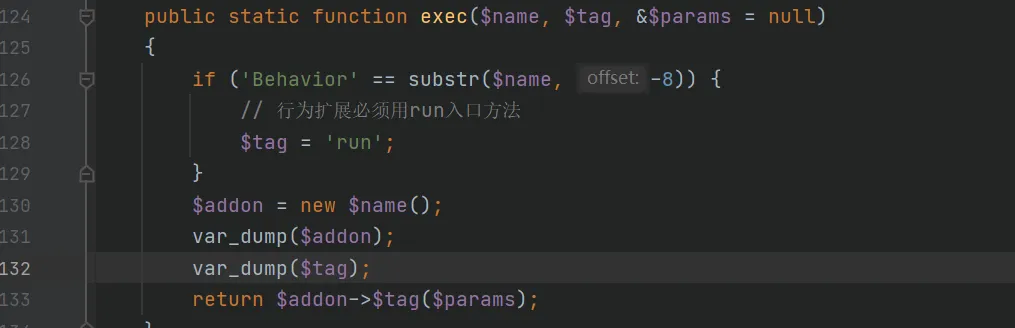 124 public static function exec($name, $tag, &$params = null)
125 {
126 if ('Behavior' == substr($name, offset: -8)) {
127 // 行为扩展必须用run入口方法
128 $tag = 'run';
129 }
130 $addon = new $name();
131 var_dump($addon);
132 var_dump($tag);
133 return $addon->$tag($params);